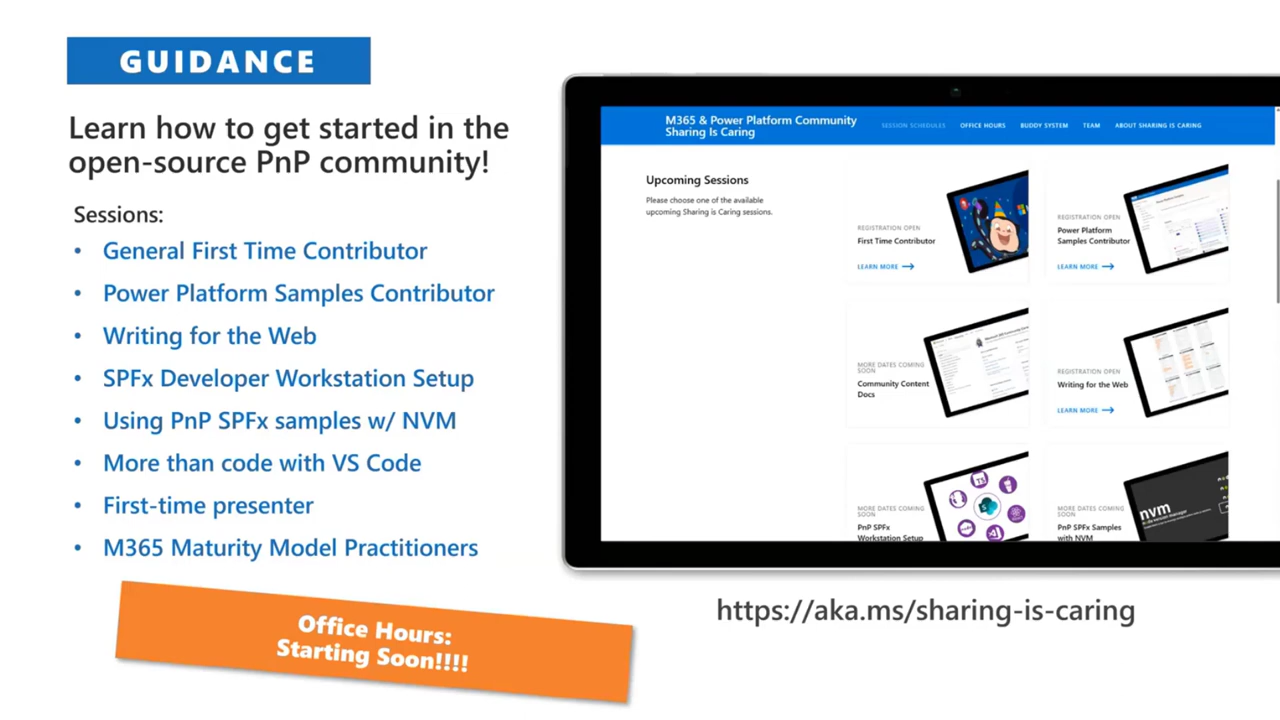 GUIDANCE
Learn how to get started in the
open-source PnP community!
Sessions:
• General First Time Contributor
• Power Platform Samples Contributor
• Writing for the Web
• SPFx Developer Workstation Setup
• Using PnP SPFx samples w/ NVM
• More than code with VS Code
• First-time presenter
• M365 Maturity Model Practitioners
Office Hours:
Starting Soon!!!!
M365 & Power Platform Community
Sharing Is Caring
SESSION SCHEDULES OFFICE HOURS BUDDY SYSTEM TEAM ABOUT SHARING IS CARING
Upcoming Sessions
Please choose one of the available
upcoming Sharing is Caring sessions.
REGISTRATION OPEN
First Time Contributor
LEARN MORE →
REGISTRATION OPEN
Power Platform
Samples Contributor
LEARN MORE →
MORE DATES COMING
SOON
Community Content
Docs
REGISTRATION OPEN
Writing for the Web
LEARN MORE →
MORE DATES COMING
SOON
PnP SPFx
Workstation Setup
MORE DATES COMING
SOON
PnP SPFx Samples
with NVM
nvm
https://aka.ms/sharing-is-caring